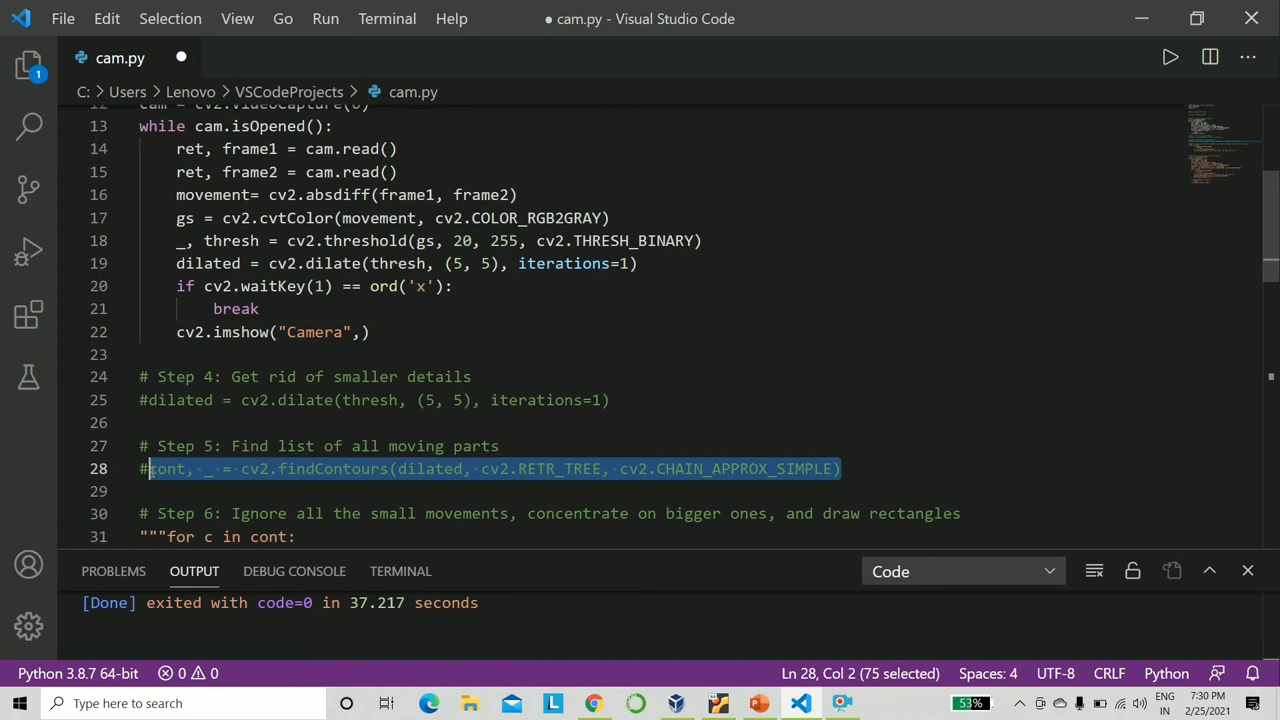 File Edit Selection View Go Run Terminal Help ● cam.py - Visual Studio Code
1
cam.py
C: > Users > Lenovo > VSCodeProjects > cam.py
12 cam = cv2.VideoCapture(0)
13 while cam.isOpened():
14 ret, frame1 = cam.read()
15 ret, frame2 = cam.read()
16 movement= cv2.absdiff(frame1, frame2)
17 gs = cv2.cvtColor(movement, cv2.COLOR_RGB2GRAY)
18 _, thresh = cv2.threshold(gs, 20, 255, cv2.THRESH_BINARY)
19 dilated = cv2.dilate(thresh, (5, 5), iterations=1)
20 if cv2.waitKey(1) == ord('x'):
21 break
22 cv2.imshow("Camera",)
23
24 # Step 4: Get rid of smaller details
25 #dilated = cv2.dilate(thresh, (5, 5), iterations=1)
26
27 # Step 5: Find list of all moving parts
28 #cont, _ = cv2.findContours(dilated, cv2.RETR_TREE, cv2.CHAIN_APPROX_SIMPLE)
29
30 # Step 6: Ignore all the small movements, concentrate on bigger ones, and draw rectangles
31 """for c in cont:
PROBLEMS OUTPUT DEBUG CONSOLE TERMINAL Code
[Done] exited with code=0 in 37.217 seconds
Python 3.8.7 64-bit 0 0 Ln 28, Col 2 (75 selected) Spaces: 4 UTF-8 CRLF Python
Type here to search 53% ENG IN 7:30 PM 2/25/2021